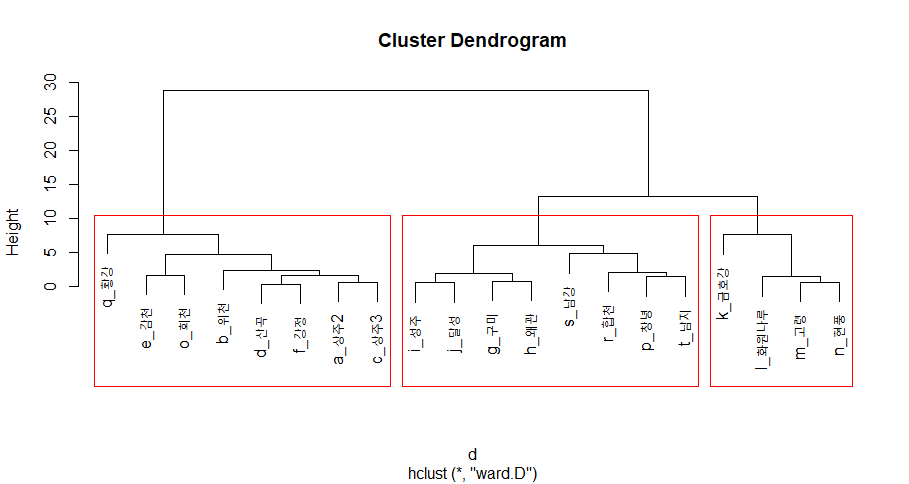 Cluster Dendrogram
Height
30
25
20
15
10
5
0
q_황강
e_감천
o_회천
b_위천
d_산곡
f_강정
a_상주2
c_상주3
i_성주
j_달성
g_구미
h_왜관
s_남강
r_합천
p_창녕
t_남지
k_금호강
l_화원나루
m_고령
n_현풍
d
hclust (*, "ward.D")